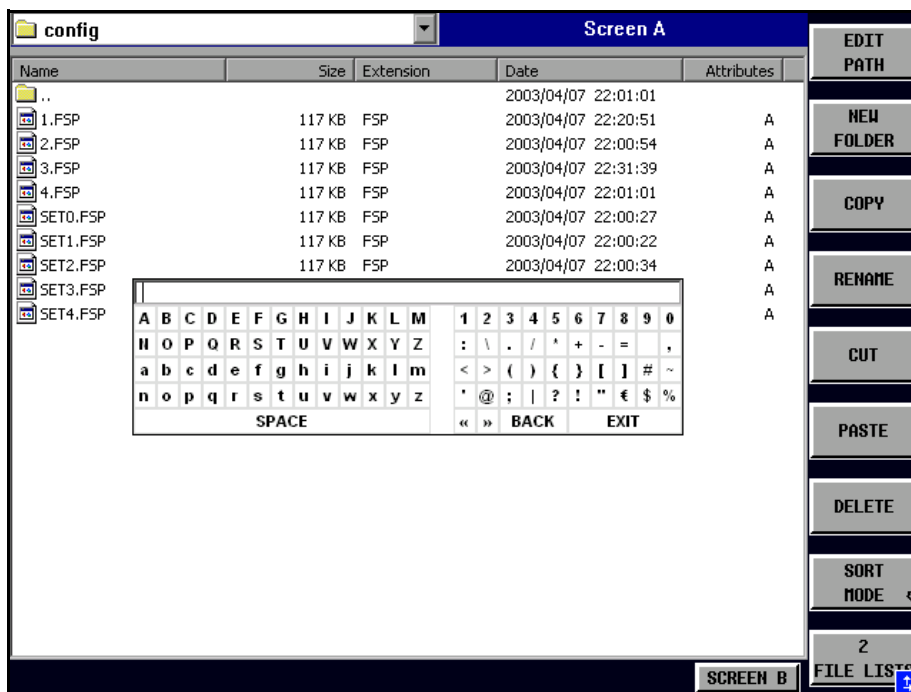 config
Screen A
EDIT
PATH
Name Size Extension Date Attributes
.. 2003/04/07 22:01:01
1.FSP 117 KB FSP 2003/04/07 22:20:51 A
NEW
FOLDER
2.FSP 117 KB FSP 2003/04/07 22:00:54 A
3.FSP 117 KB FSP 2003/04/07 22:31:39 A
4.FSP 117 KB FSP 2003/04/07 22:01:01 A
COPY
SET0.FSP 117 KB FSP 2003/04/07 22:00:27 A
SET1.FSP 117 KB FSP 2003/04/07 22:00:22 A
SET2.FSP 117 KB FSP 2003/04/07 22:00:34 A
RENAME
SET3.FSP A
SET4.FSP A
A B C D E F G H I J K L M 1 2 3 4 5 6 7 8 9 0
N O P Q R S T U V W X Y Z : \ . / * + - = ,
a b c d e f g h i j k l m < > ( ) { } [ ] # ~
n o p q r s t u v w x y z ' @ ; | ? ! " € $ %
SPACE « » BACK EXIT
CUT
PASTE
DELETE
SORT
MODE
2
FILE LISTS
SCREEN B